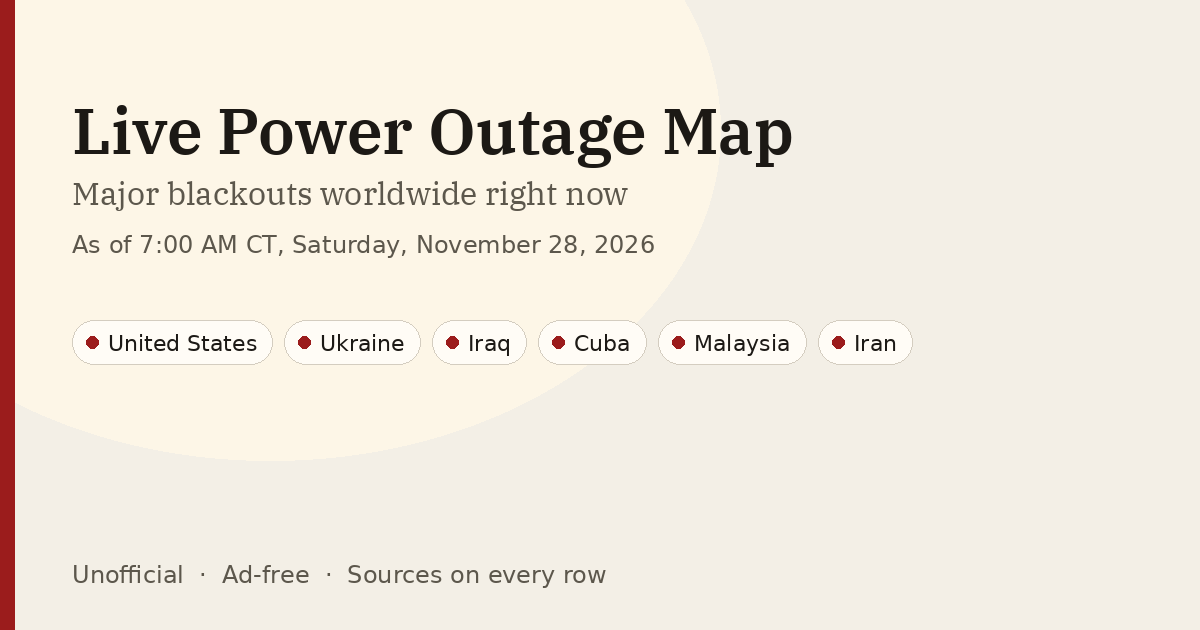 Live Power Outage Map
Major blackouts worldwide right now
As of 7:00 AM CT, Saturday, November 28, 2026
United States Ukraine Iraq Cuba Malaysia Iran
Unofficial · Ad-free · Sources on every row